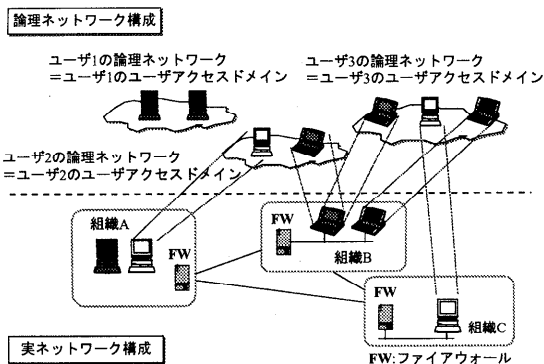 論理ネットワーク構成
ユーザ1の論理ネットワーク
=ユーザ1のユーザアクセスドメイン
ユーザ3の論理ネットワーク
=ユーザ3のユーザアクセスドメイン
ユーザ2の論理ネットワーク
=ユーザ2のユーザアクセスドメイン
組織A
FW
FW
組織B
FW
組織C
実ネットワーク構成
FW:ファイアウォール